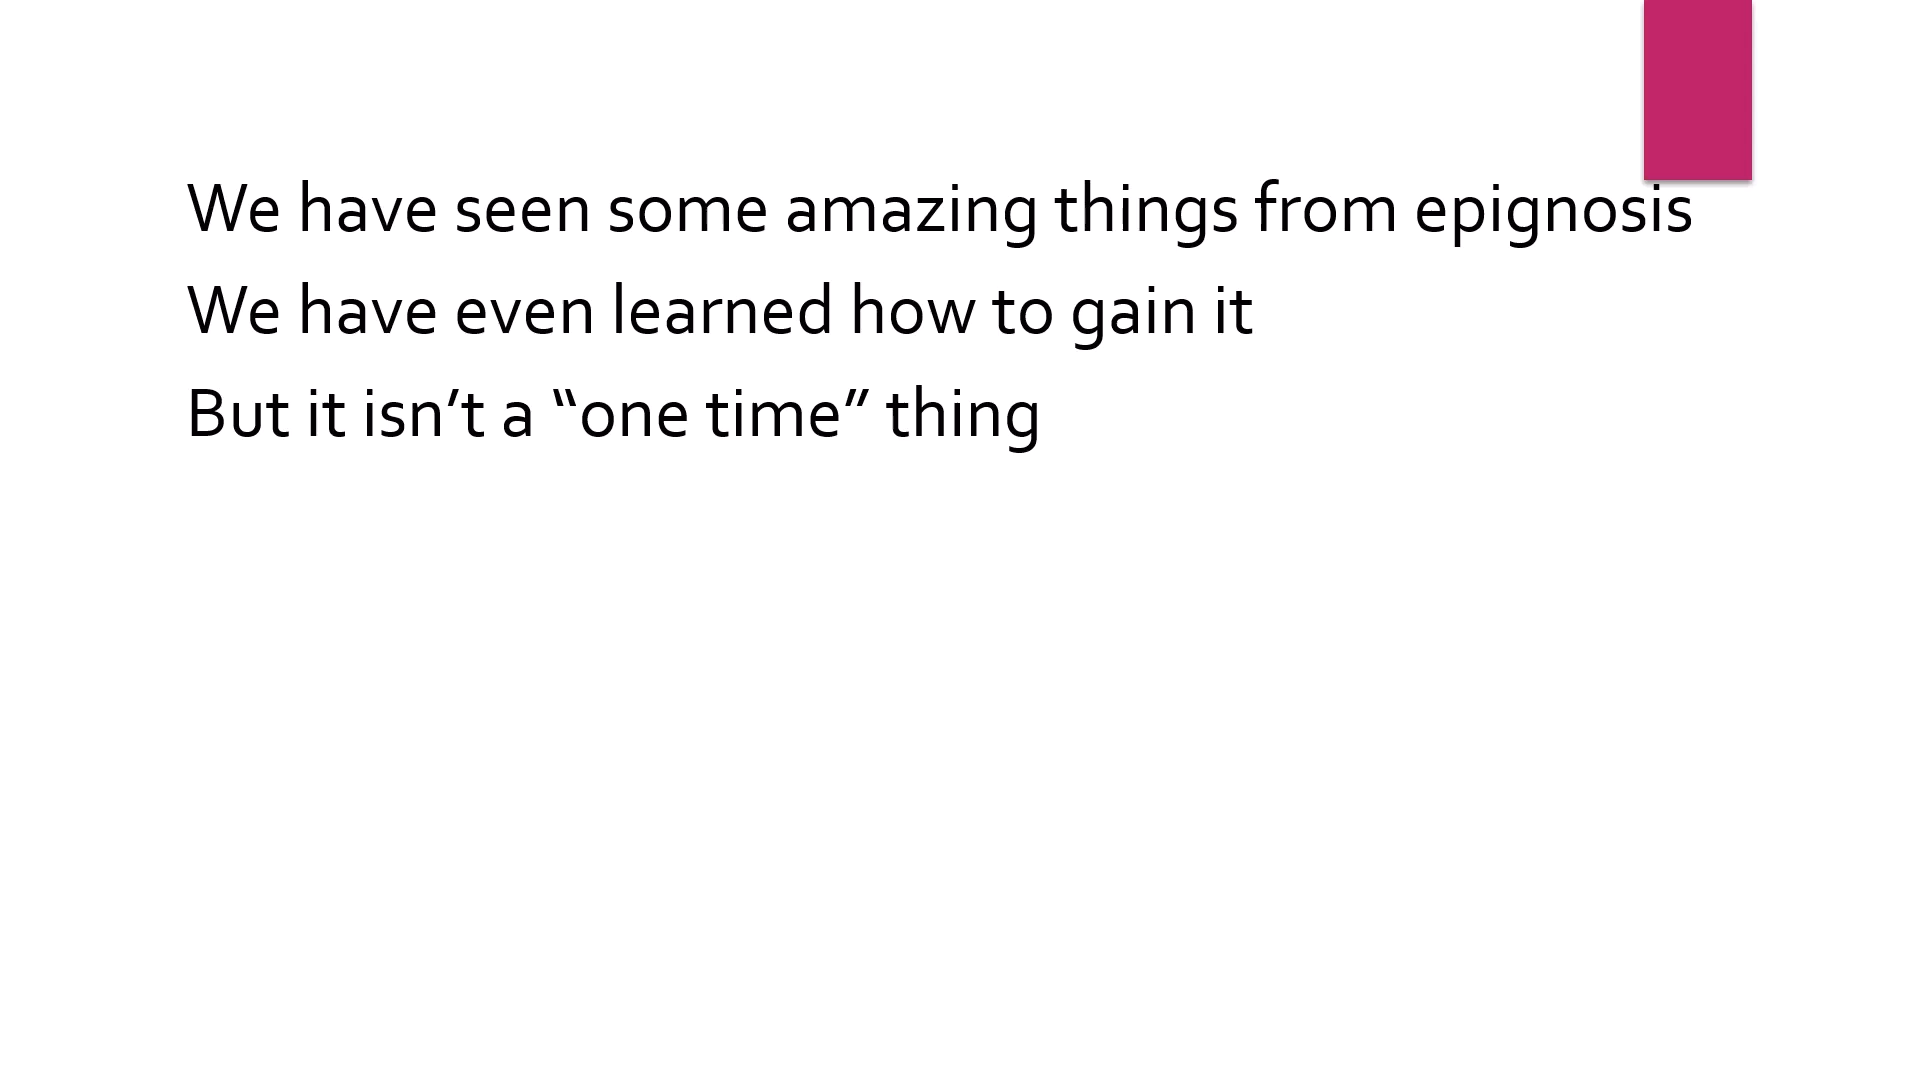 We have seen some amazing things from epignosis
We have even learned how to gain it
But it isn’t a “one time” thing